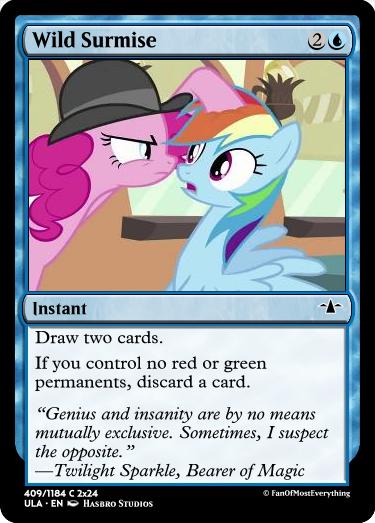 Wild Surmise 2
Instant
Draw two cards.
If you control no red or green
permanents, discard a card.
“Genius and insanity are by no means
mutually exclusive. Sometimes, I suspect
the opposite.”
—Twilight Sparkle, Bearer of Magic
409/1184 C 2x24
ULA • EN Hasbro Studios
© FanOfMostEverything